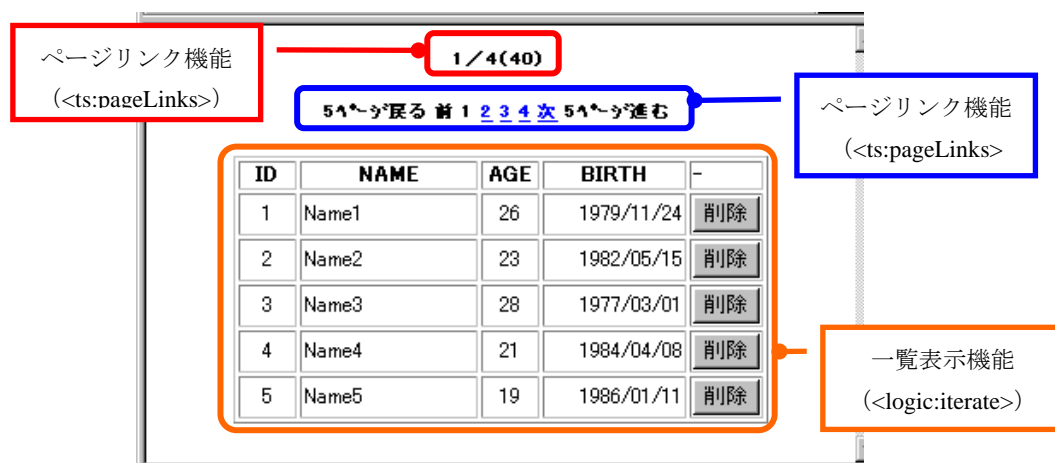 ページリンク機能
（<ts:pageLinks>）
1／4(40)
5ﾍﾟｰｼﾞ戻る 前 1 2 3 4 次 5ﾍﾟｰｼﾞ進む
ページリンク機能
（<ts:pageLinks>
ID NAME AGE BIRTH -
1 Name1 26 1979/11/24 削除
2 Name2 23 1982/05/15 削除
3 Name3 28 1977/03/01 削除
4 Name4 21 1984/04/08 削除
5 Name5 19 1986/01/11 削除
一覧表示機能
（<logic:iterate>）